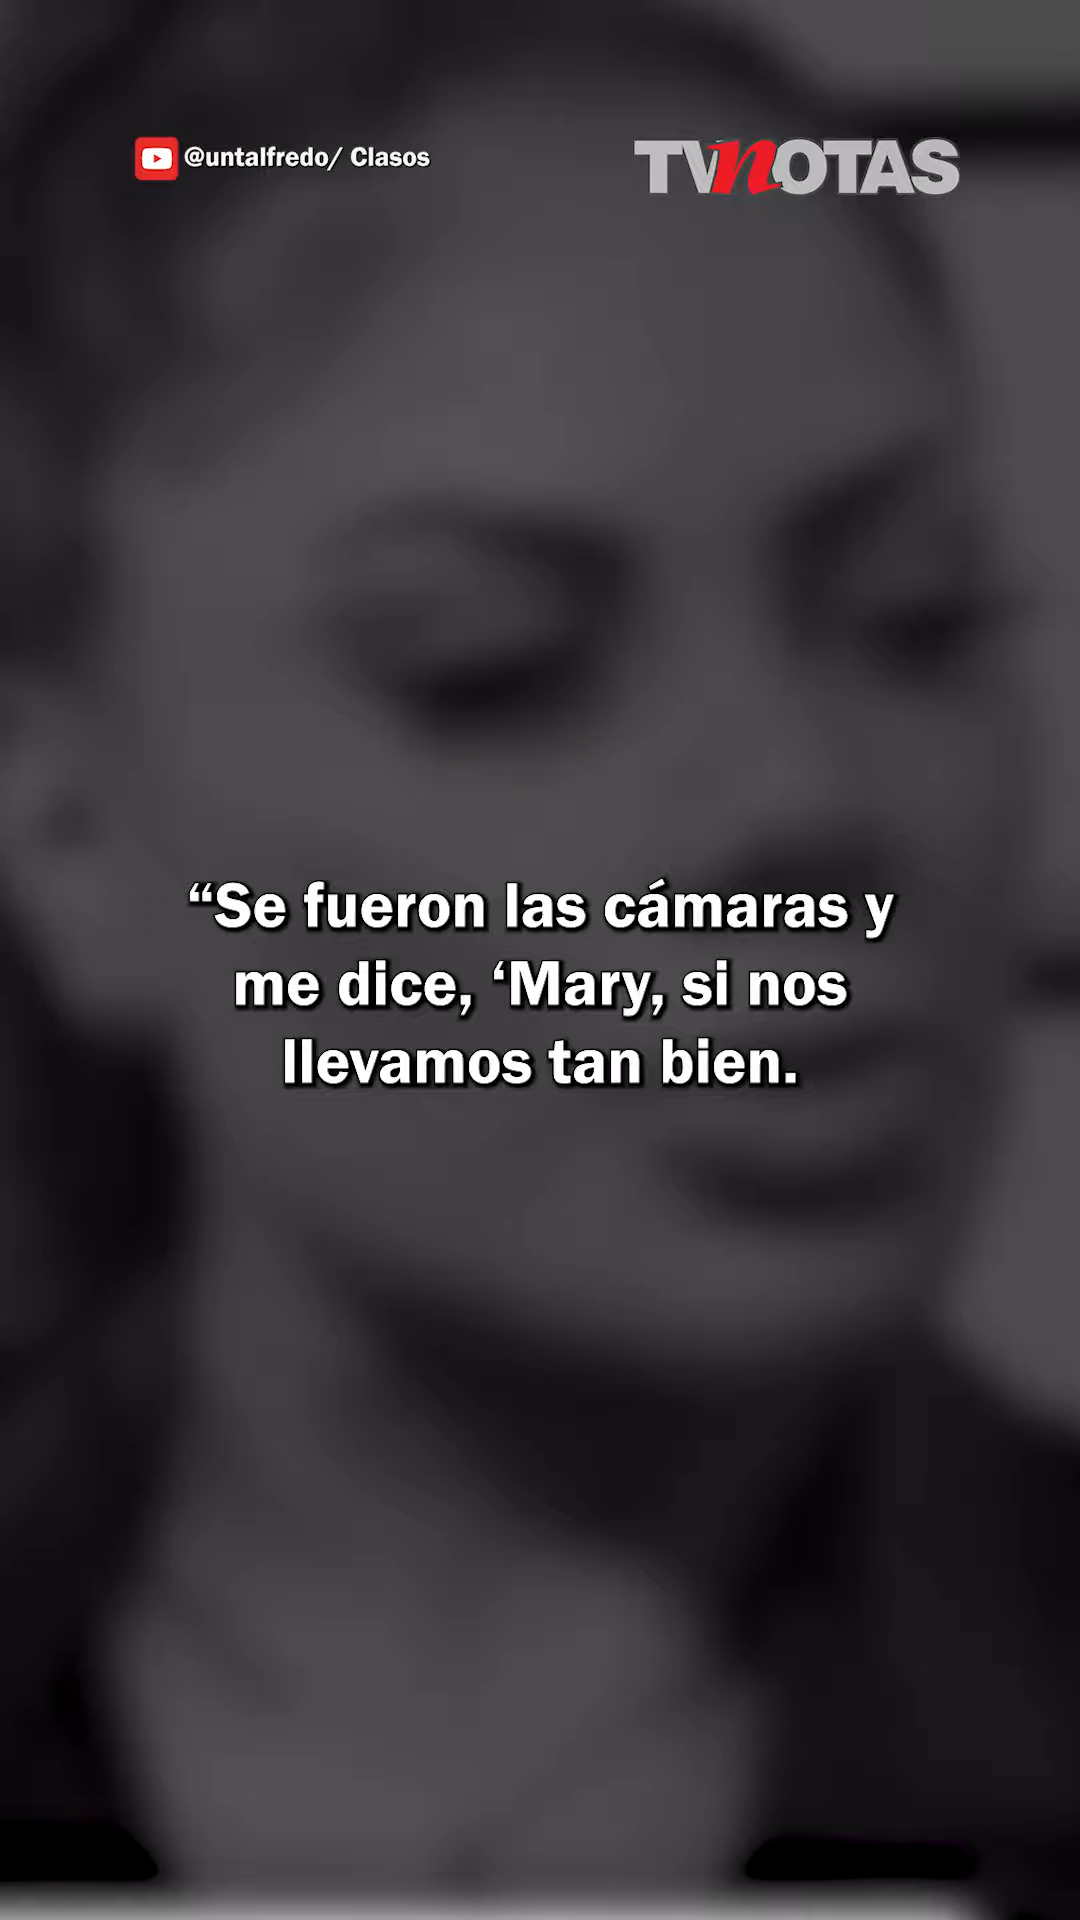 @untalfredo/ Clasos
TVnOTAS
“Se fueron las cámaras y
me dice, ‘Mary, si nos
llevamos tan bien.